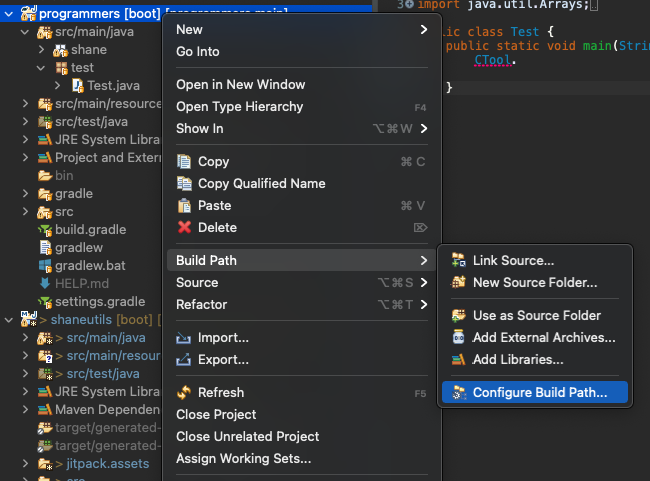 programmers [boot] [programmers main]
src/main/java
shane
test
Test.java
src/main/resource
src/test/java
JRE System Libra
Project and Extern
bin
gradle
src
build.gradle
gradlew
gradlew.bat
HELP.md
settings.gradle
> shaneutils [boot] [
> src/main/java
> src/main/resou
> src/test/java
JRE System Libra
Maven Dependen
target/generated-
target/generated-
> jitpack.assets
> src
New
Go Into
Open in New Window
Open Type Hierarchy F4
Show In ⌥⌘W
Copy ⌘C
Copy Qualified Name
Paste ⌘V
Delete ⌦
Build Path
Source ⌥⌘S
Refactor ⌥⌘T
Import...
Export...
Refresh F5
Close Project
Close Unrelated Project
Assign Working Sets...
Link Source...
New Source Folder...
Use as Source Folder
Add External Archives...
Add Libraries...
Configure Build Path...
3 import java.util.Arrays;
lic class Test {
public static void main(Strin
CTool.
}